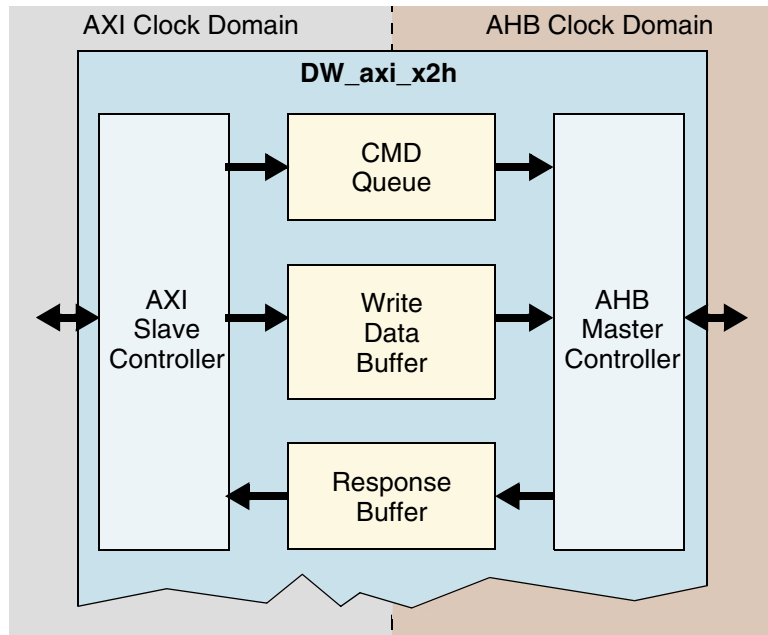 AXI Clock Domain
AHB Clock Domain
DW_axi_x2h
CMD
Queue
AXI
Slave
Controller
Write
Data
Buffer
AHB
Master
Controller
Response
Buffer